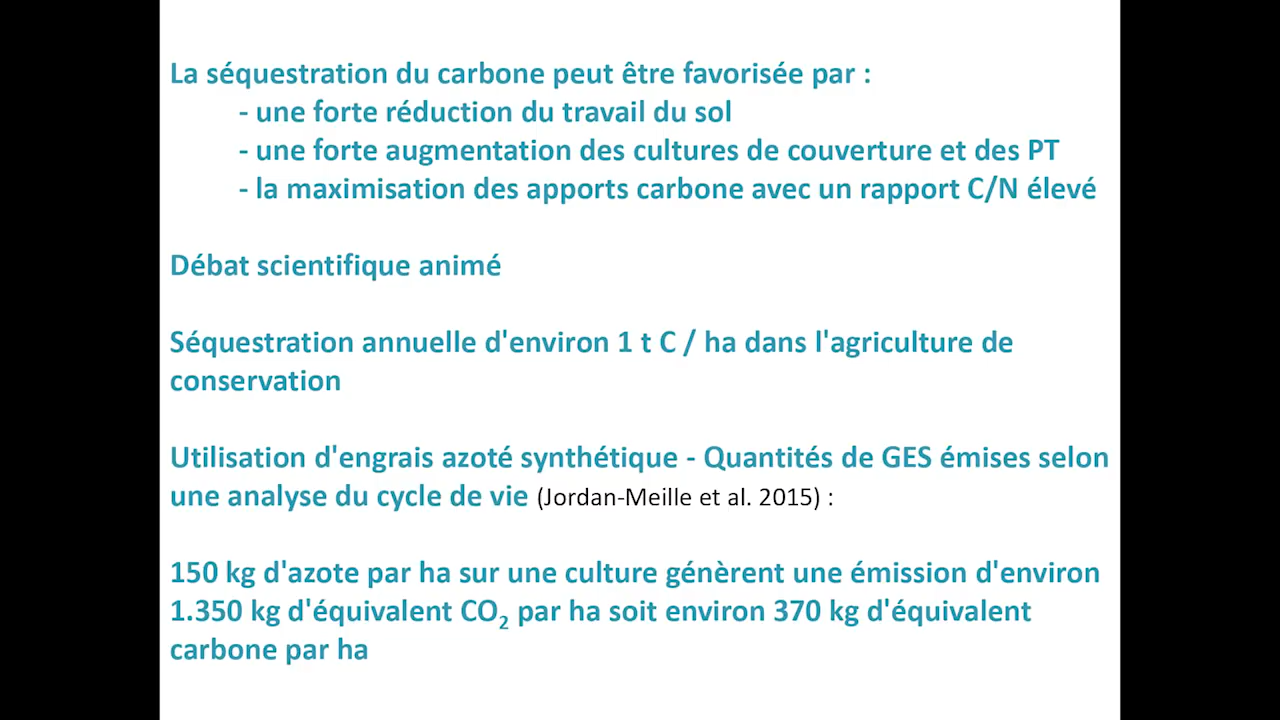 La séquestration du carbone peut être favorisée par :
- une forte réduction du travail du sol
- une forte augmentation des cultures de couverture et des PT
- la maximisation des apports carbone avec un rapport C/N élevé
Débat scientifique animé
Séquestration annuelle d'environ 1 t C / ha dans l'agriculture de
conservation
Utilisation d'engrais azoté synthétique - Quantités de GES émises selon
une analyse du cycle de vie (Jordan-Meille et al. 2015) :
150 kg d'azote par ha sur une culture génèrent une émission d'environ
1.350 kg d'équivalent CO₂ par ha soit environ 370 kg d'équivalent
carbone par ha